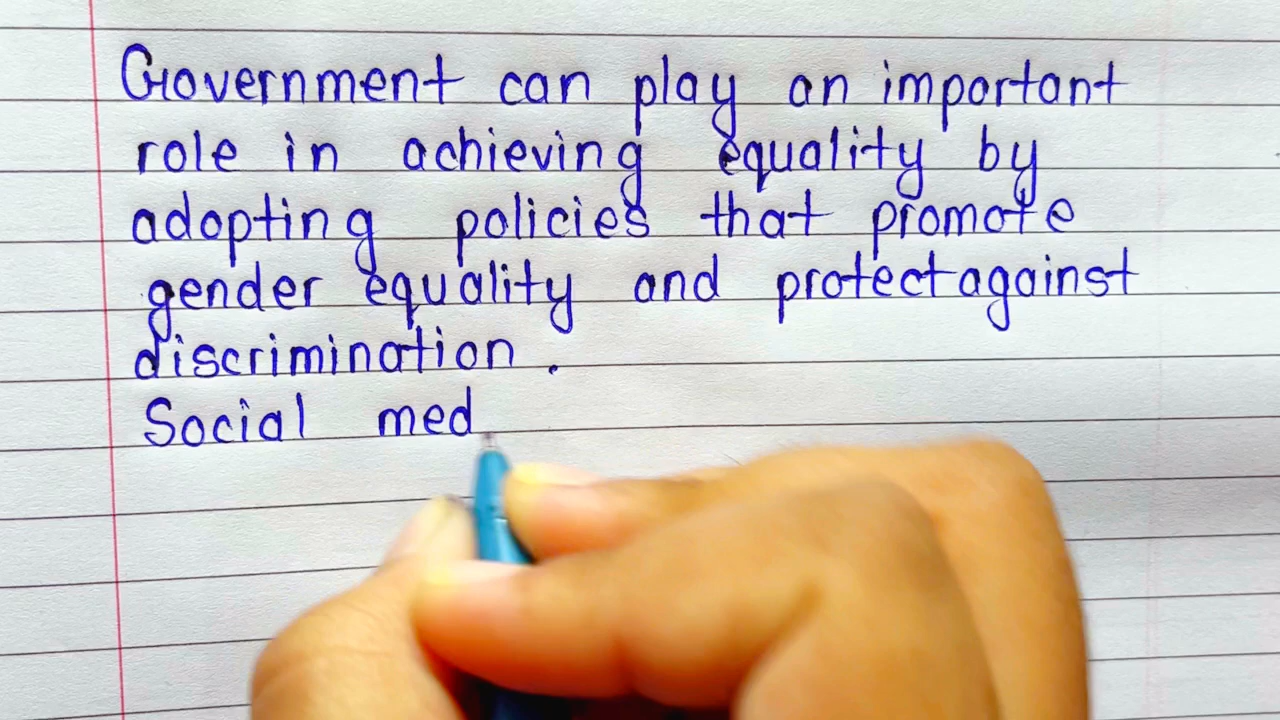 Government can play an important
role in achieving equality by
adopting policies that promote
gender equality and protect against
discrimination.
Social med